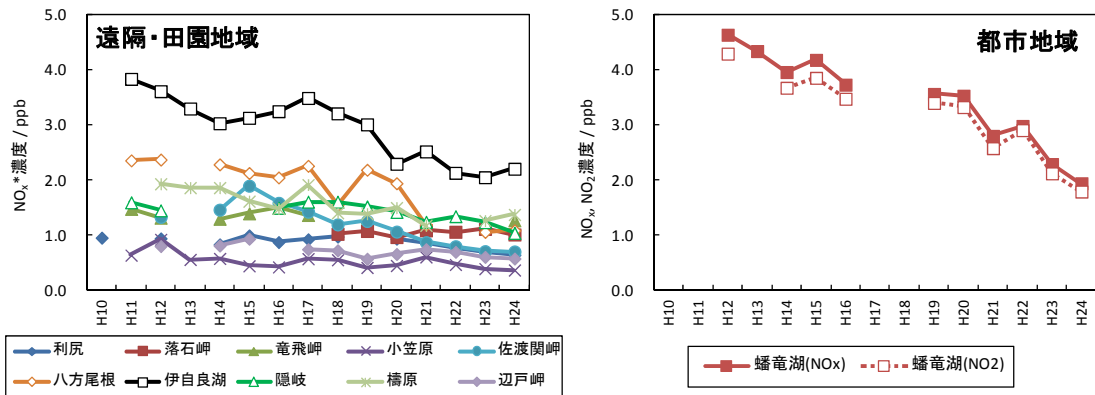 遠隔・田園地域
NOx*濃度 / ppb
5.0
4.0
3.0
2.0
1.0
0.0
H10 H11 H12 H13 H14 H15 H16 H17 H18 H19 H20 H21 H22 H23 H24
利尻 落石岬 竜飛岬 小笠原 佐渡関岬
八方尾根 伊自良湖 隠岐 檮原 辺戸岬
都市地域
NOx, NO2濃度 / ppb
5.0
4.0
3.0
2.0
1.0
0.0
H10 H11 H12 H13 H14 H15 H16 H17 H18 H19 H20 H21 H22 H23 H24
蟠竜湖(NOx) 蟠竜湖(NO2)